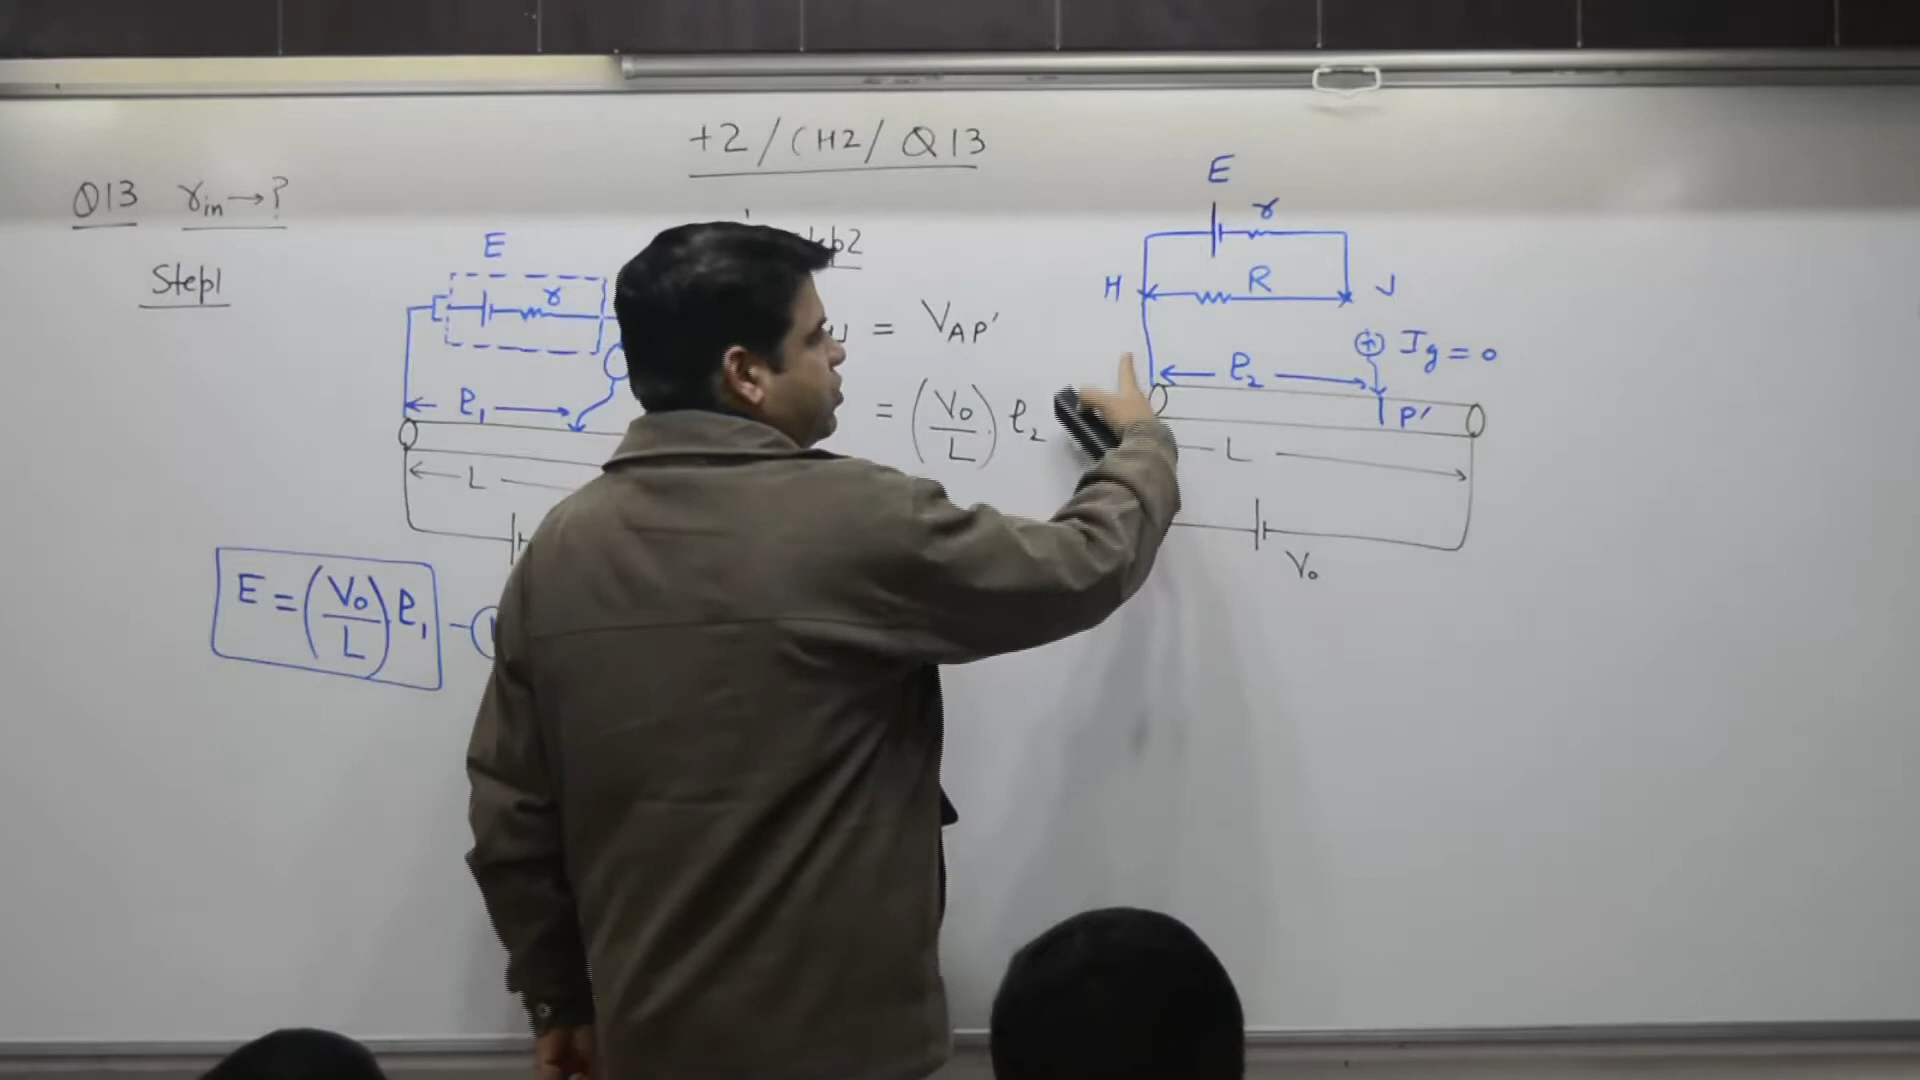 +2/CH2/Q13
Q13 r_in → ?
Step1
E
r
l₁
L
E = (V₀/L) l₁
= V_AP′
= (V₀/L) . l₂
E
r
H R J
l₂ I_g = 0
P′
L
V₀